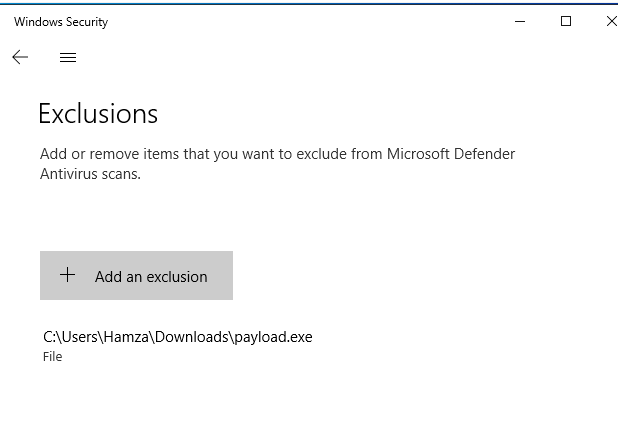 Windows Security
Exclusions
Add or remove items that you want to exclude from Microsoft Defender
Antivirus scans.
Add an exclusion
C:\Users\Hamza\Downloads\payload.exe
File